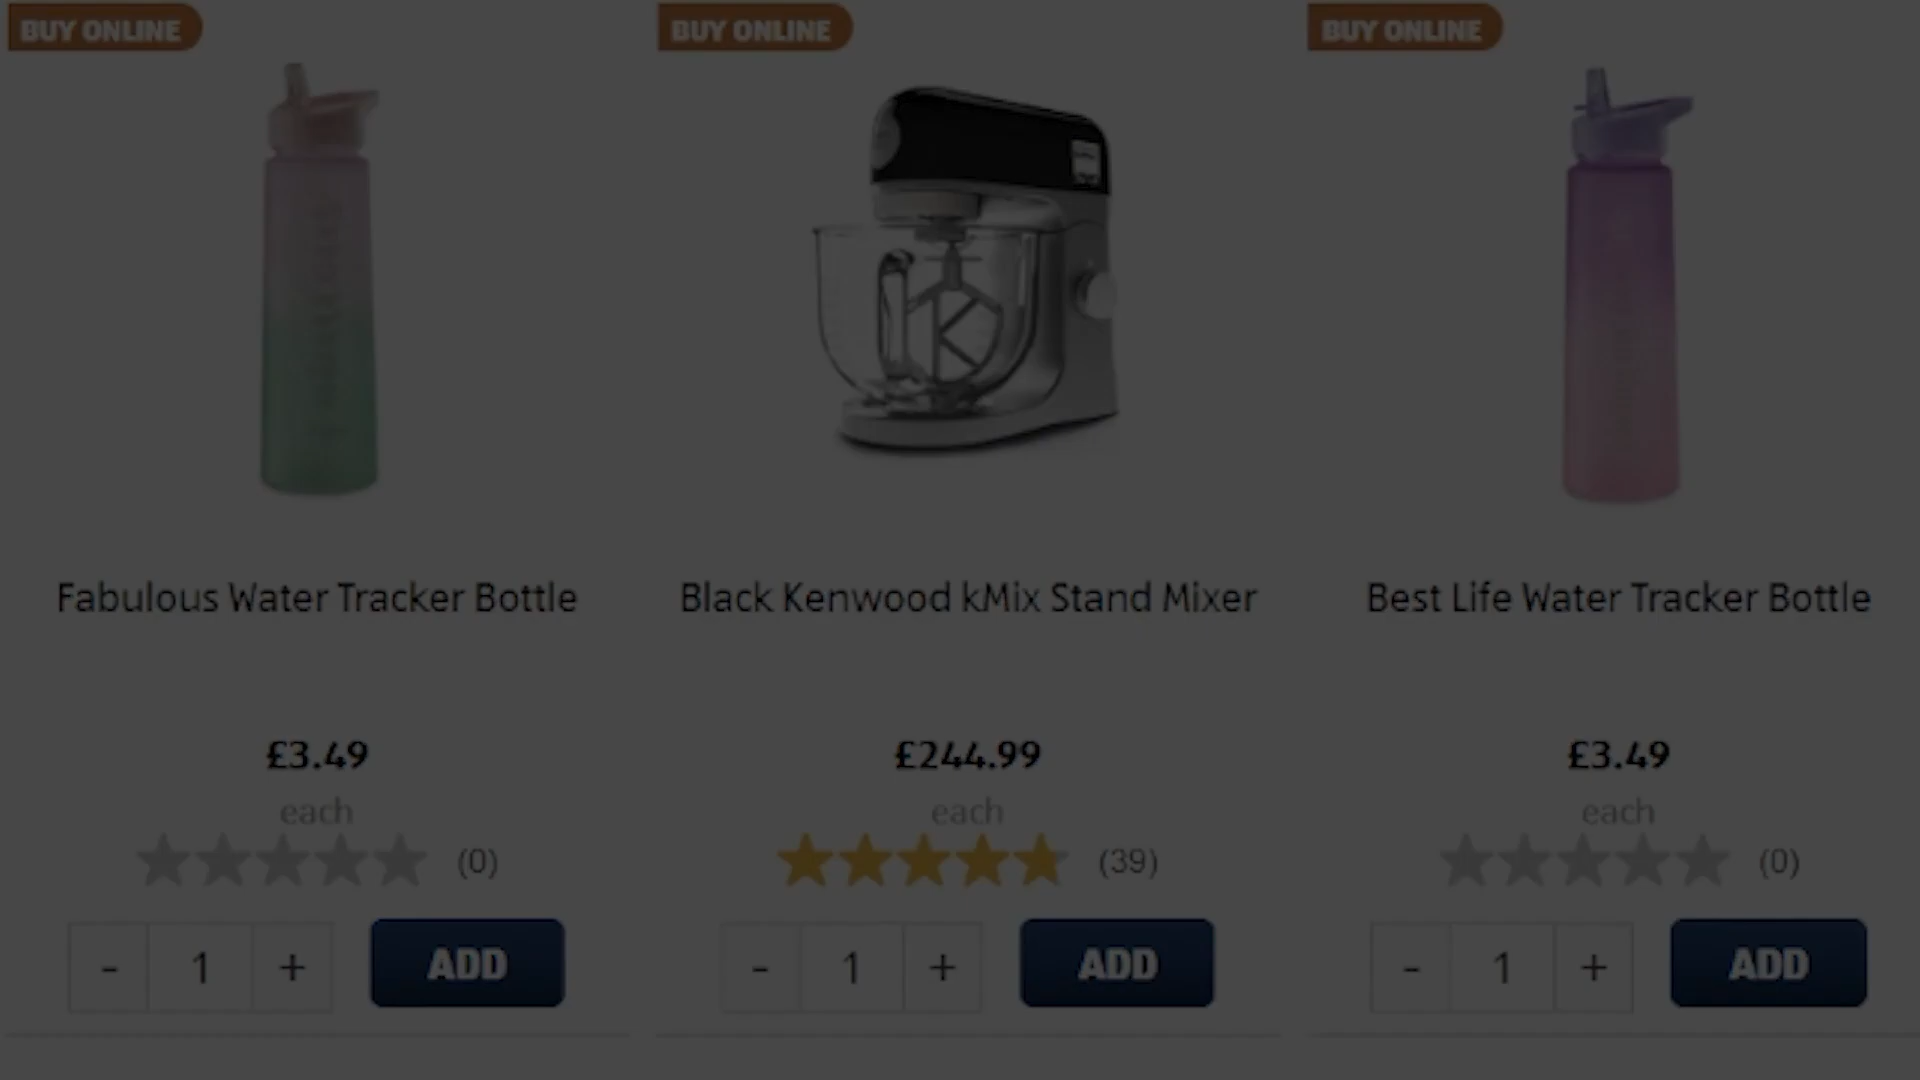 BUY ONLINE
BUY ONLINE
BUY ONLINE
Fabulous Water Tracker Bottle
Black Kenwood kMix Stand Mixer
Best Life Water Tracker Bottle
£3.49
£244.99
£3.49
each
each
each
(0)
(39)
(0)
- 1 + ADD
- 1 + ADD
- 1 + ADD